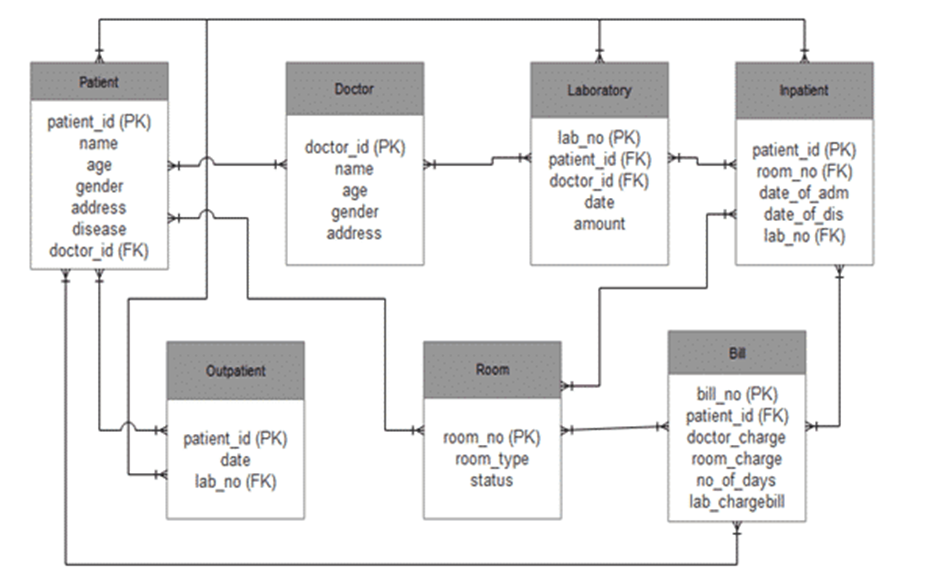 Patient
patient_id (PK)
name
age
gender
address
disease
doctor_id (FK)
Doctor
doctor_id (PK)
name
age
gender
address
Laboratory
lab_no (PK)
patient_id (FK)
doctor_id (FK)
date
amount
Inpatient
patient_id (PK)
room_no (FK)
date_of_adm
date_of_dis
lab_no (FK)
Outpatient
patient_id (PK)
date
lab_no (FK)
Room
room_no (PK)
room_type
status
Bill
bill_no (PK)
patient_id (FK)
doctor_charge
room_charge
no_of_days
lab_chargebill